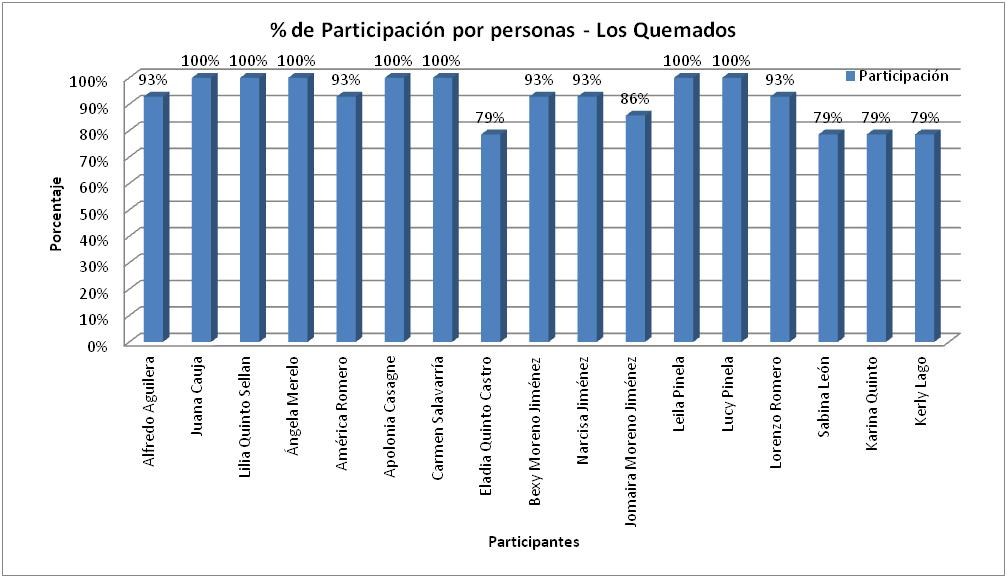 % de Participación por personas - Los Quemados
Participación
Porcentaje
100%
90%
80%
70%
60%
50%
40%
30%
20%
10%
0%
93%
100%
100%
100%
93%
100%
100%
79%
93%
93%
86%
100%
100%
93%
79%
79%
79%
Alfredo Aguilera
Juana Cauja
Lilia Quinto Sellan
Ángela Merelo
América Romero
Apolonia Casagne
Carmen Salavarría
Eladia Quinto Castro
Bexy Moreno Jiménez
Narcisa Jiménez
Jomaira Moreno Jiménez
Leila Pinela
Lucy Pinela
Lorenzo Romero
Sabina León
Karina Quinto
Kerly Lago
Participantes